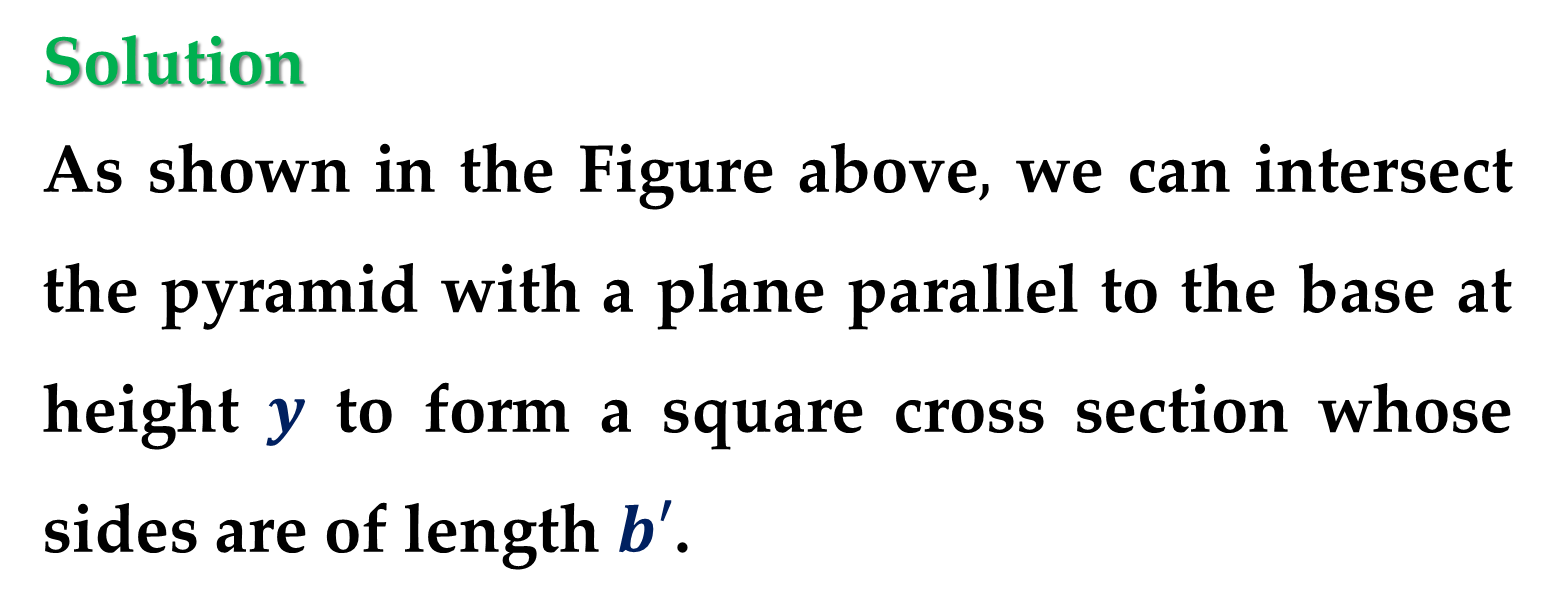 Solution
As shown in the Figure above, we can intersect
the pyramid with a plane parallel to the base at
height y to form a square cross section whose
sides are of length b′.